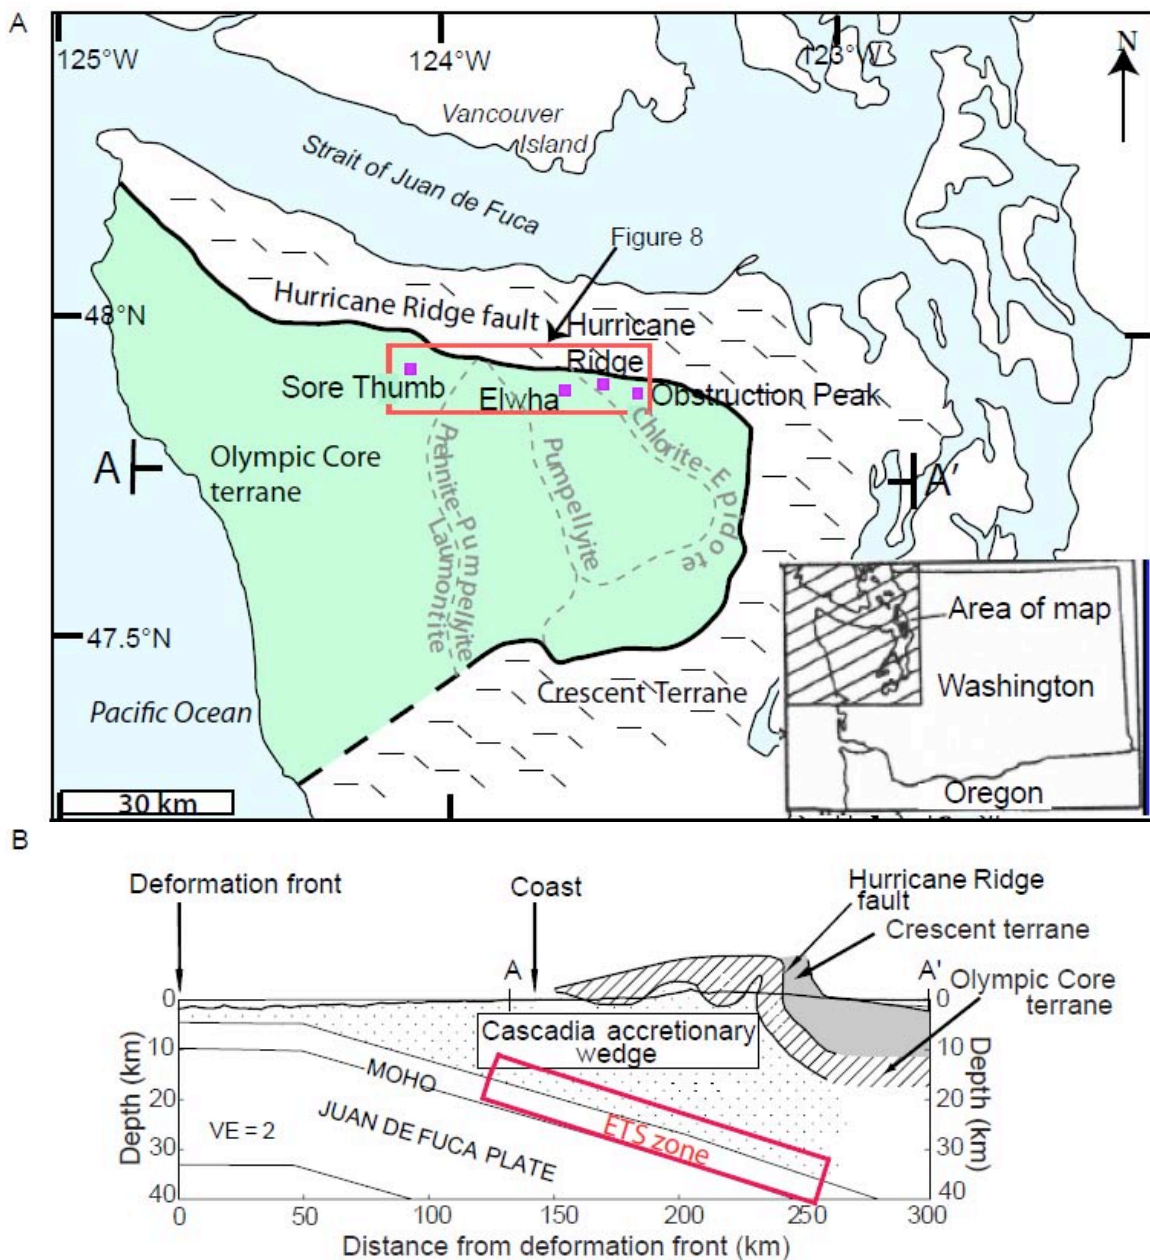 A
125°W
124°W
123°W
N
Vancouver
Island
Strait of Juan de Fuca
Figure 8
48°N
Hurricane Ridge fault
Hurricane
Ridge
Sore Thumb
Elwha
Obstruction Peak
Chlorite-Epidote
Prehnite-Pumpellyite
Laumontite
Pumpellyite
A
Olympic Core
terrane
A'
47.5°N
Crescent Terrane
Pacific Ocean
30 km
Area of map
Washington
Oregon
B
Deformation front
Coast
Hurricane Ridge
fault
Crescent terrane
A
A'
Olympic Core
terrane
0
10
20
30
40
Depth (km)
Cascadia accretionary
wedge
MOHO
ETS zone
VE = 2
JUAN DE FUCA PLATE
0
10
20
30
40
Depth (km)
0
50
100
150
200
250
300
Distance from deformation front (km)